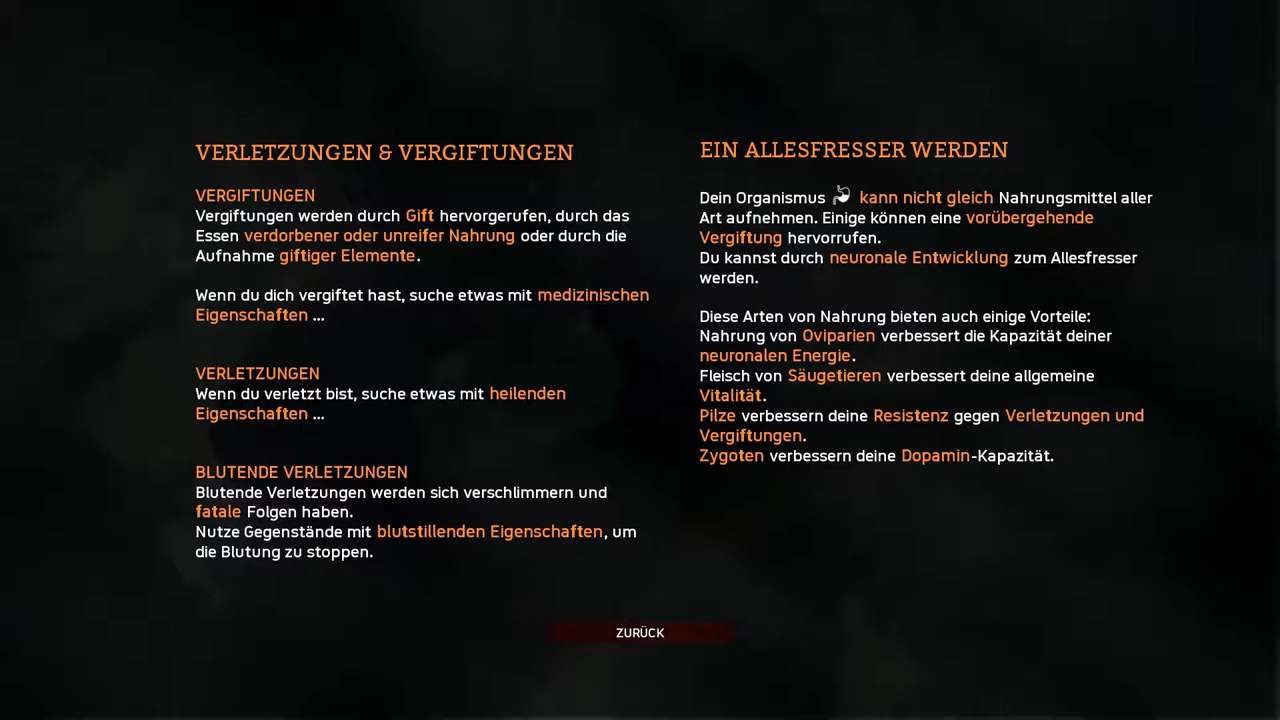 VERLETZUNGEN & VERGIFTUNGEN
VERGIFTUNGEN
Vergiftungen werden durch Gift hervorgerufen, durch das
Essen verdorbener oder unreifer Nahrung oder durch die
Aufnahme giftiger Elemente.
Wenn du dich vergiftet hast, suche etwas mit medizinischen
Eigenschaften ...
VERLETZUNGEN
Wenn du verletzt bist, suche etwas mit heilenden
Eigenschaften ...
BLUTENDE VERLETZUNGEN
Blutende Verletzungen werden sich verschlimmern und
fatale Folgen haben.
Nutze Gegenstände mit blutstillenden Eigenschaften, um
die Blutung zu stoppen.
EIN ALLESFRESSER WERDEN
Dein Organismus kann nicht gleich Nahrungsmittel aller
Art aufnehmen. Einige können eine vorübergehende
Vergiftung hervorrufen.
Du kannst durch neuronale Entwicklung zum Allesfresser
werden.
Diese Arten von Nahrung bieten auch einige Vorteile:
Nahrung von Oviparien verbessert die Kapazität deiner
neuronalen Energie.
Fleisch von Säugetieren verbessert deine allgemeine
Vitalität.
Pilze verbessern deine Resistenz gegen Verletzungen und
Vergiftungen.
Zygoten verbessern deine Dopamin-Kapazität.
ZURÜCK